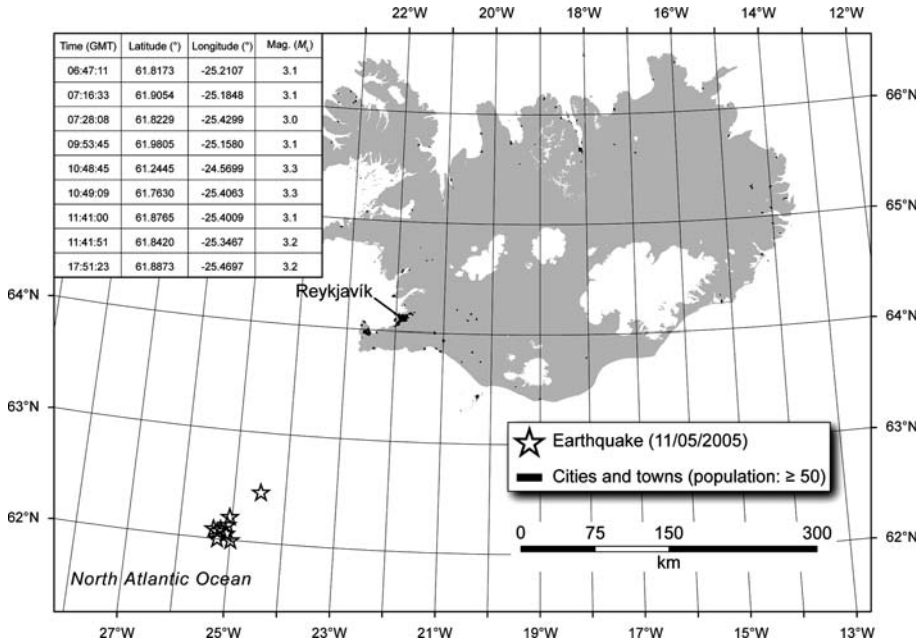 22°W 20°W 18°W 16°W 14°W 12°W
Time (GMT) Latitude (°) Longitude (°) Mag. (ML)
06:47:11 61.8173 -25.2107 3.1
07:16:33 61.9054 -25.1848 3.1
07:28:08 61.8229 -25.4299 3.0
09:53:45 61.9805 -25.1580 3.1
10:48:45 61.2445 -24.5699 3.3
10:49:09 61.7630 -25.4063 3.3
11:41:00 61.8765 -25.4009 3.1
11:41:51 61.8420 -25.3467 3.2
17:51:23 61.8873 -25.4697 3.2
66°N
65°N
64°N
Reykjavík
64°N
63°N
63°N
Earthquake (11/05/2005)
Cities and towns (population: ≥ 50)
62°N
0 75 150 300
km
62°N
North Atlantic Ocean
27°W 25°W 23°W 21°W 19°W 17°W 15°W 13°W